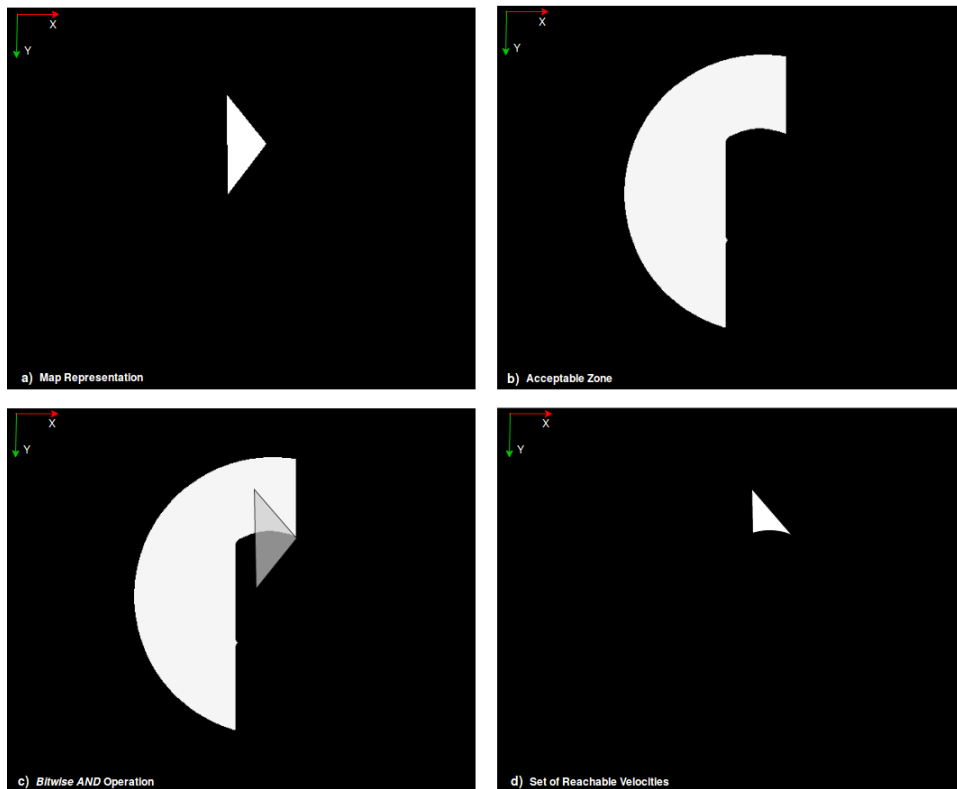 X
Y
a) Map Representation
X
Y
b) Acceptable Zone
X
Y
c) Bitwise AND Operation
X
Y
d) Set of Reachable Velocities